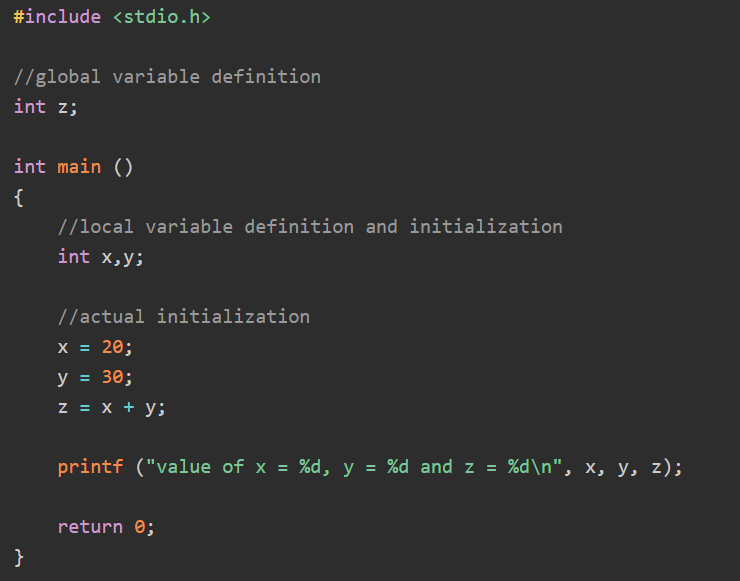 #include <stdio.h>

//global variable definition
int z;

int main ()
{
    //local variable definition and initialization
    int x,y;

    //actual initialization
    x = 20;
    y = 30;
    z = x + y;

    printf ("value of x = %d, y = %d and z = %d\n", x, y, z);

    return 0;
}